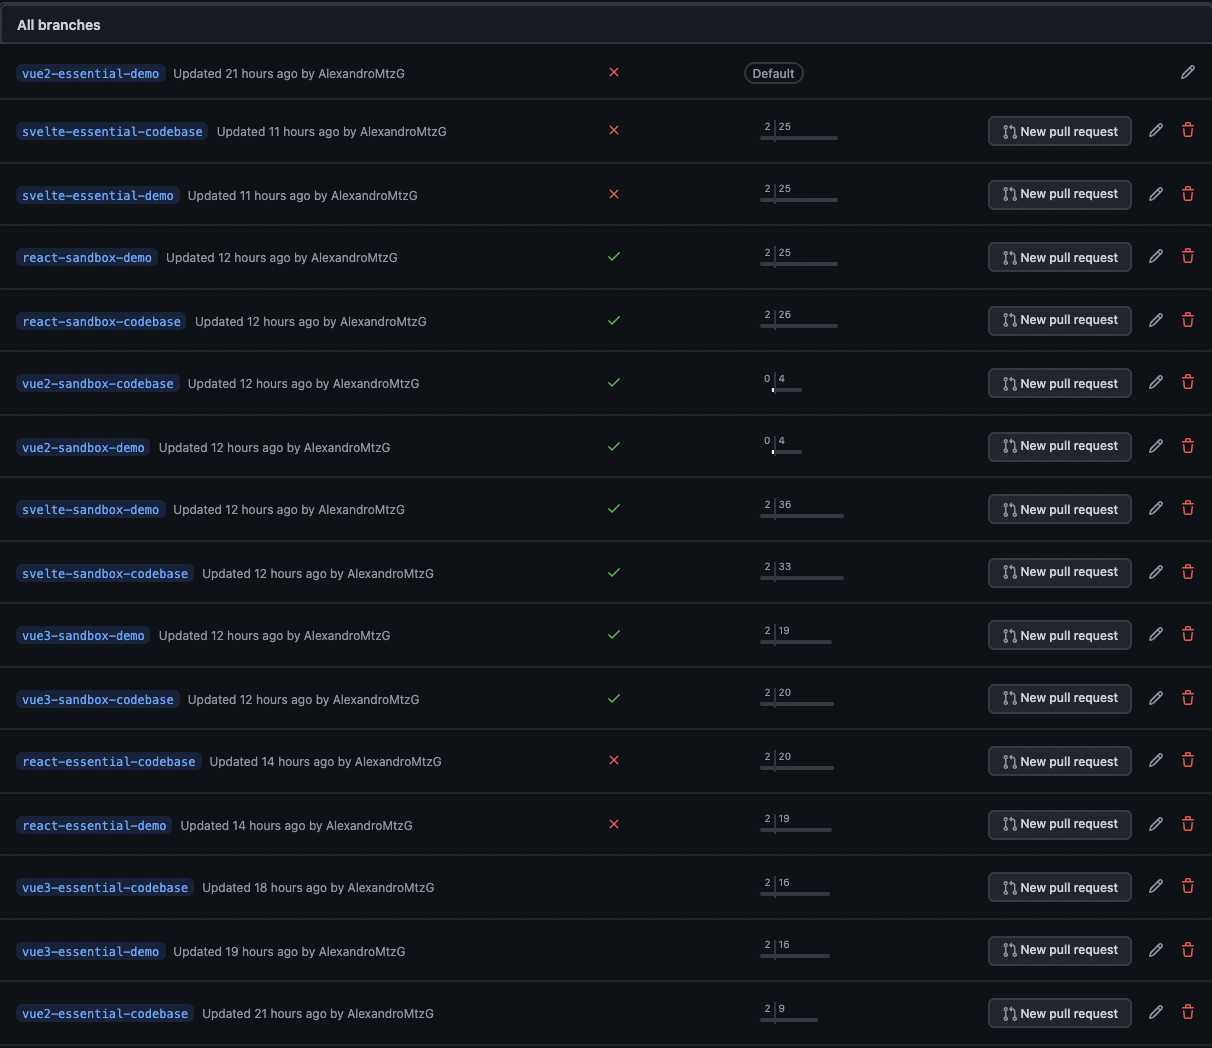 All branches
vue2-essential-demo Updated 21 hours ago by AlexandroMtzG Default
svelte-essential-codebase Updated 11 hours ago by AlexandroMtzG 2 25 New pull request
svelte-essential-demo Updated 11 hours ago by AlexandroMtzG 2 25 New pull request
react-sandbox-demo Updated 12 hours ago by AlexandroMtzG 2 25 New pull request
react-sandbox-codebase Updated 12 hours ago by AlexandroMtzG 2 26 New pull request
vue2-sandbox-codebase Updated 12 hours ago by AlexandroMtzG 0 4 New pull request
vue2-sandbox-demo Updated 12 hours ago by AlexandroMtzG 0 4 New pull request
svelte-sandbox-demo Updated 12 hours ago by AlexandroMtzG 2 36 New pull request
svelte-sandbox-codebase Updated 12 hours ago by AlexandroMtzG 2 33 New pull request
vue3-sandbox-demo Updated 12 hours ago by AlexandroMtzG 2 19 New pull request
vue3-sandbox-codebase Updated 12 hours ago by AlexandroMtzG 2 20 New pull request
react-essential-codebase Updated 14 hours ago by AlexandroMtzG 2 20 New pull request
react-essential-demo Updated 14 hours ago by AlexandroMtzG 2 19 New pull request
vue3-essential-codebase Updated 18 hours ago by AlexandroMtzG 2 16 New pull request
vue3-essential-demo Updated 19 hours ago by AlexandroMtzG 2 16 New pull request
vue2-essential-codebase Updated 21 hours ago by AlexandroMtzG 2 9 New pull request